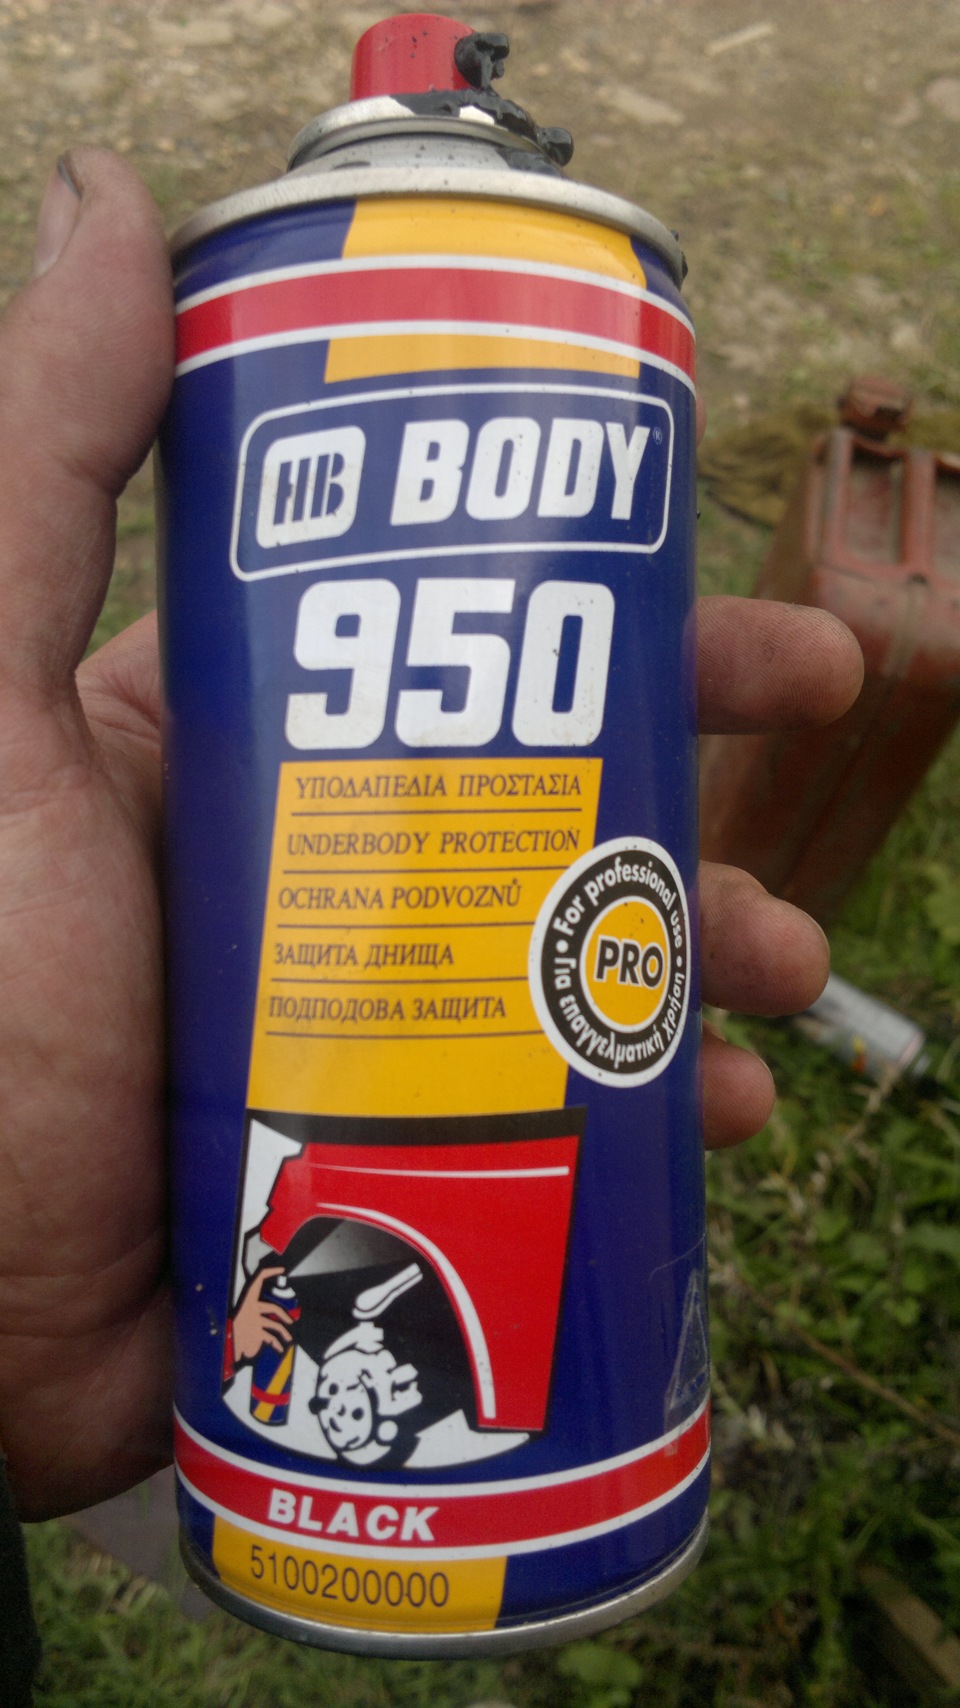 HB BODY®
950
ΥΠΟΔΑΠΕΔΙΑ ΠΡΟΣΤΑΣΙΑ
UNDERBODY PROTECTION
OCHRANA PODVOZNŮ
ЗАЩИТА ДНИЩА
ПОДПОДОВА ЗАЩИТА
For professional use • Για επαγγελματική χρήση •
PRO
BLACK
5100200000